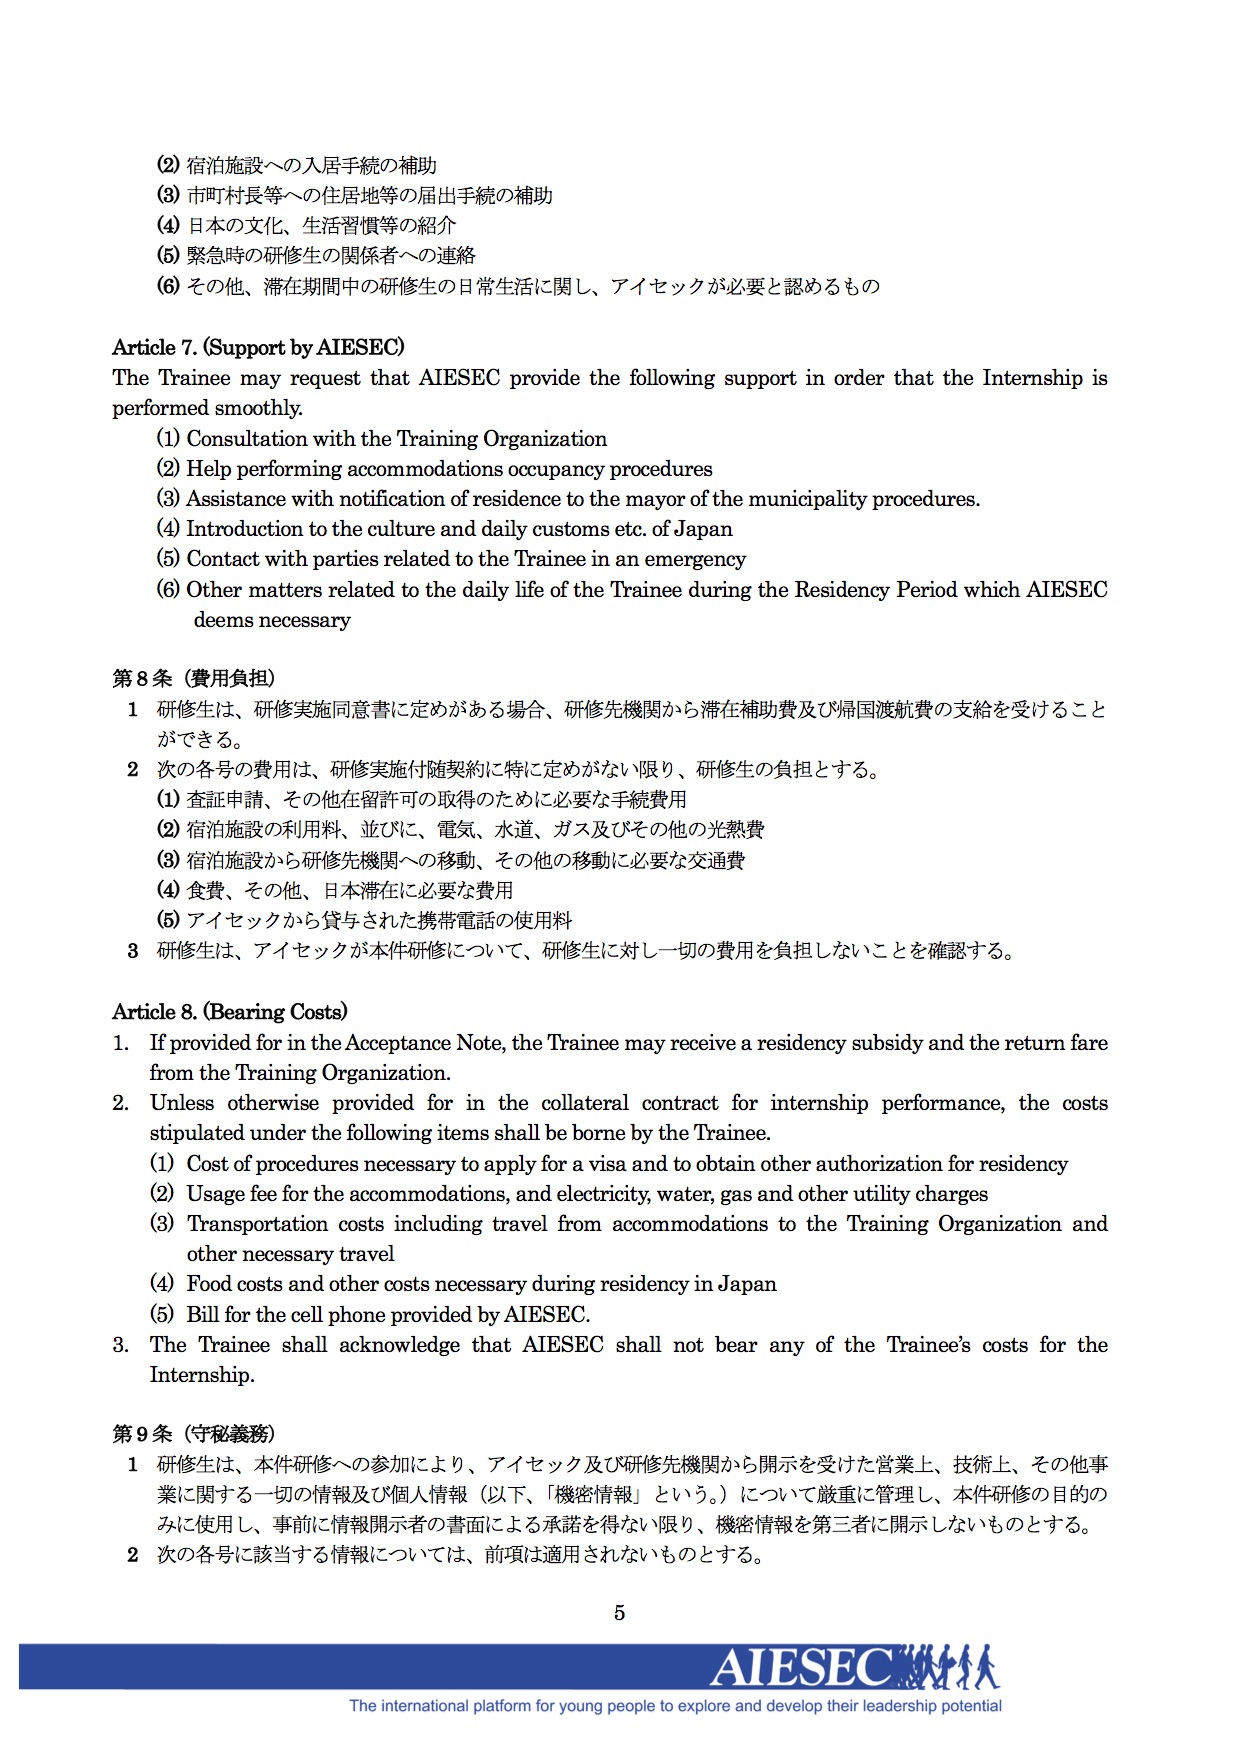 (2) 宿泊施設への入居手続の補助
(3) 市町村長等への住居地等の届出手続の補助
(4) 日本の文化、生活習慣等の紹介
(5) 緊急時の研修生の関係者への連絡
(6) その他、滞在期間中の研修生の日常生活に関し、アイセックが必要と認めるもの
Article 7. (Support by AIESEC)
The Trainee may request that AIESEC provide the following support in order that the Internship is
performed smoothly.
(1) Consultation with the Training Organization
(2) Help performing accommodations occupancy procedures
(3) Assistance with notification of residence to the mayor of the municipality procedures.
(4) Introduction to the culture and daily customs etc. of Japan
(5) Contact with parties related to the Trainee in an emergency
(6) Other matters related to the daily life of the Trainee during the Residency Period which AIESEC
deems necessary
第8条（費用負担）
1 研修生は、研修実施同意書に定めがある場合、研修先機関から滞在補助費及び帰国渡航費の支給を受けること
ができる。
2 次の各号の費用は、研修実施付随契約に特に定めがない限り、研修生の負担とする。
(1) 査証申請、その他在留許可の取得のために必要な手続費用
(2) 宿泊施設の利用料、並びに、電気、水道、ガス及びその他の光熱費
(3) 宿泊施設から研修先機関への移動、その他の移動に必要な交通費
(4) 食費、その他、日本滞在に必要な費用
(5) アイセックから貸与された携帯電話の使用料
3 研修生は、アイセックが本件研修について、研修生に対し一切の費用を負担しないことを確認する。
Article 8. (Bearing Costs)
1. If provided for in the Acceptance Note, the Trainee may receive a residency subsidy and the return fare
from the Training Organization.
2. Unless otherwise provided for in the collateral contract for internship performance, the costs
stipulated under the following items shall be borne by the Trainee.
(1) Cost of procedures necessary to apply for a visa and to obtain other authorization for residency
(2) Usage fee for the accommodations, and electricity, water, gas and other utility charges
(3) Transportation costs including travel from accommodations to the Training Organization and
other necessary travel
(4) Food costs and other costs necessary during residency in Japan
(5) Bill for the cell phone provided by AIESEC.
3. The Trainee shall acknowledge that AIESEC shall not bear any of the Trainee’s costs for the
Internship.
第9条（守秘義務）
1 研修生は、本件研修への参加により、アイセック及び研修先機関から開示を受けた営業上、技術上、その他事
業に関する一切の情報及び個人情報（以下、「機密情報」という。）について厳重に管理し、本件研修の目的の
みに使用し、事前に情報開示者の書面による承諾を得ない限り、機密情報を第三者に開示しないものとする。
2 次の各号に該当する情報については、前項は適用されないものとする。
5
AIESEC
The international platform for young people to explore and develop their leadership potential